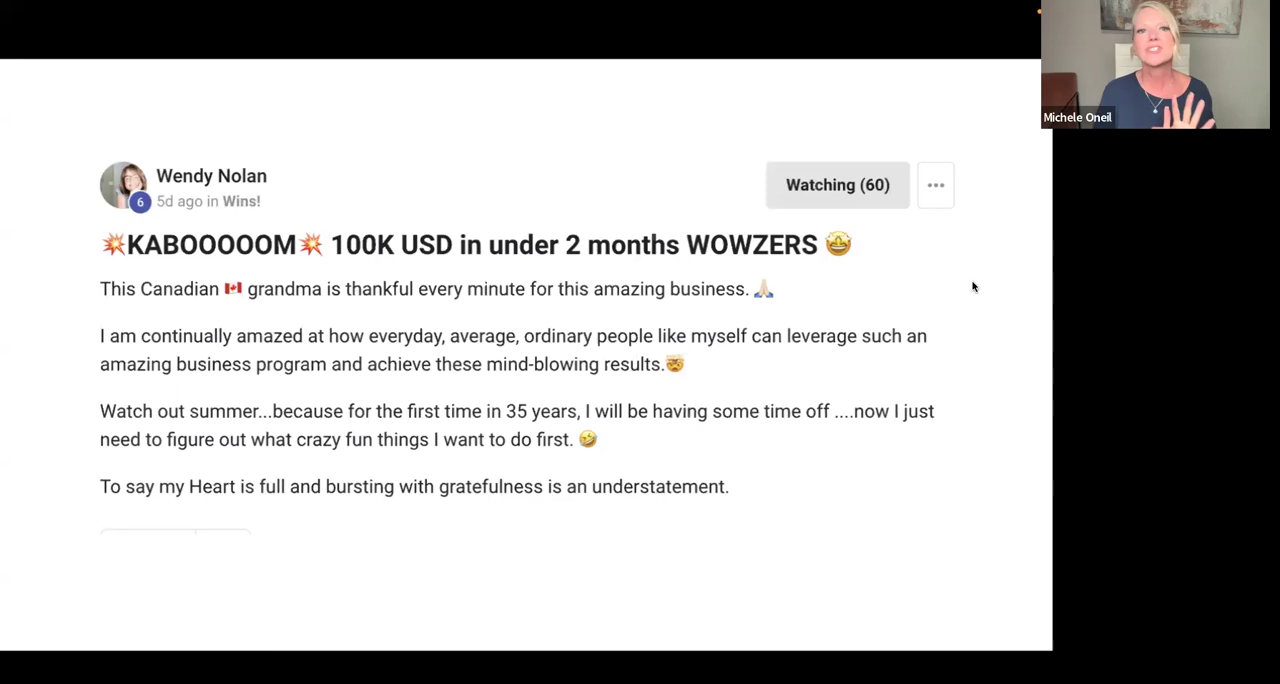 Michele Oneil
Wendy Nolan
6
5d ago in Wins!
Watching (60)
💥KABOOOOOM💥 100K USD in under 2 months WOWZERS 🤩
This Canadian 🇨🇦 grandma is thankful every minute for this amazing business. 🙏🏻
I am continually amazed at how everyday, average, ordinary people like myself can leverage such an
amazing business program and achieve these mind-blowing results.🤯
Watch out summer...because for the first time in 35 years, I will be having some time off ....now I just
need to figure out what crazy fun things I want to do first. 🤣
To say my Heart is full and bursting with gratefulness is an understatement.